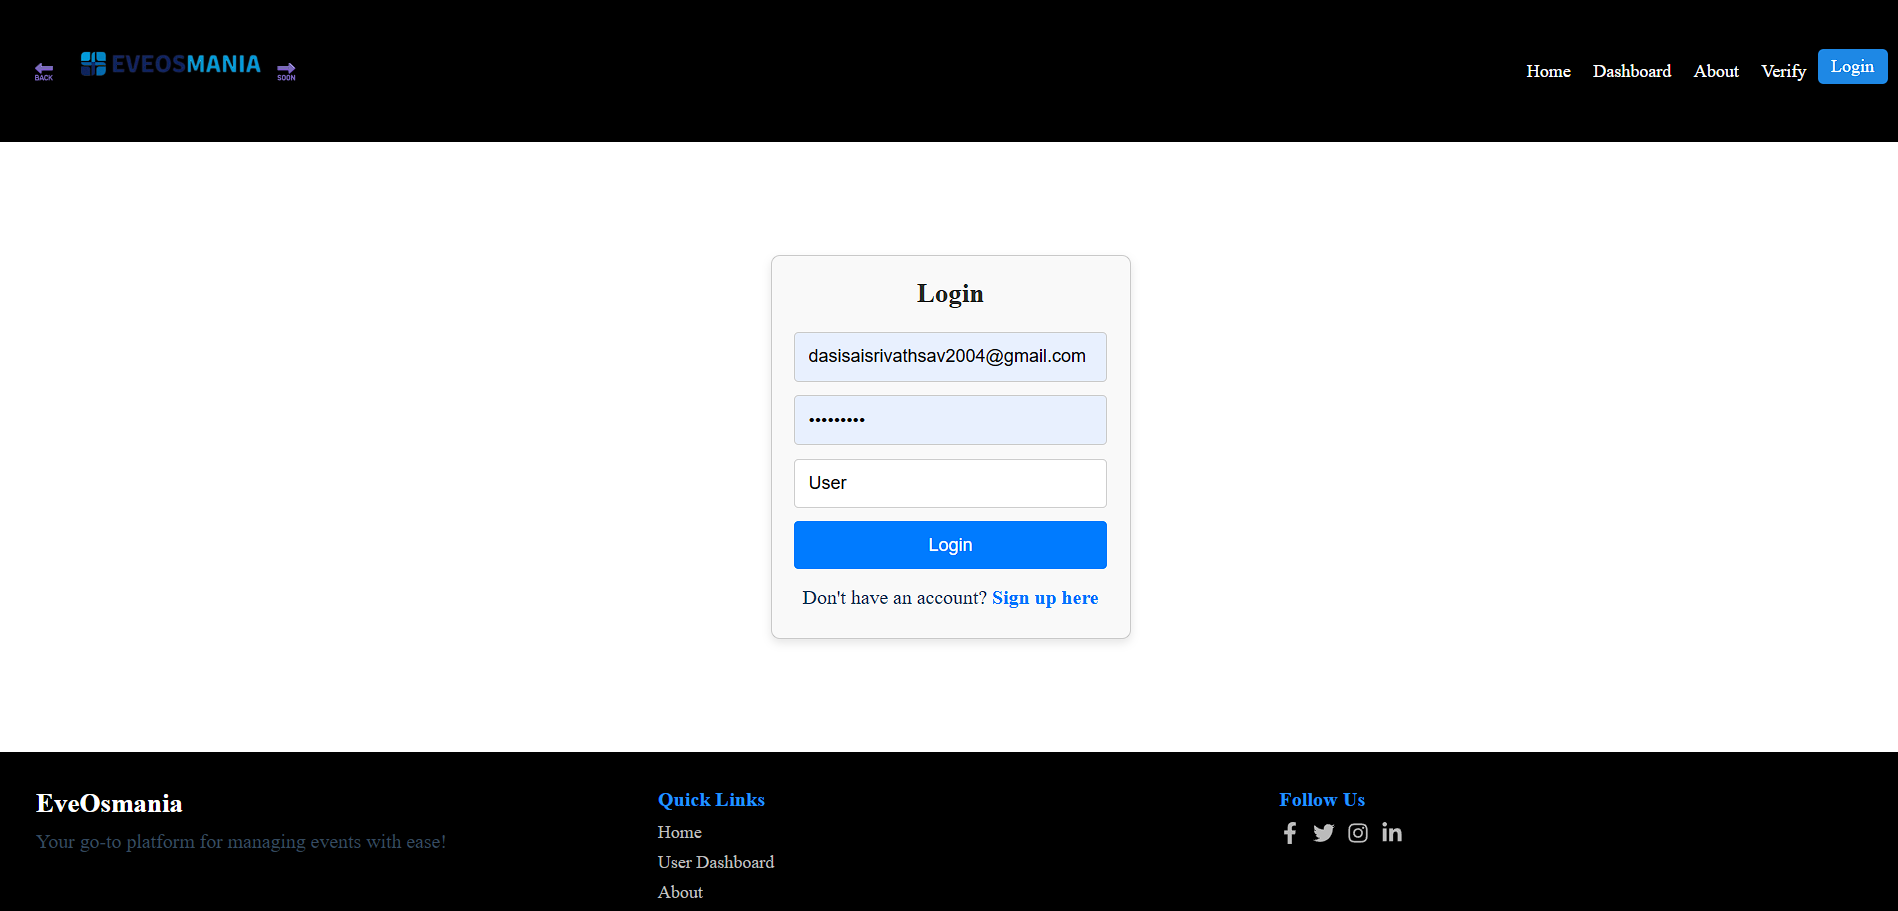 BACK
EVEOSMANIA
SOON
Home
Dashboard
About
Verify
Login
Login
dasisaisrivathsav2004@gmail.com
•••••••••
User
Login
Don't have an account? Sign up here
EveOsmania
Your go-to platform for managing events with ease!
Quick Links
Home
User Dashboard
About
Follow Us